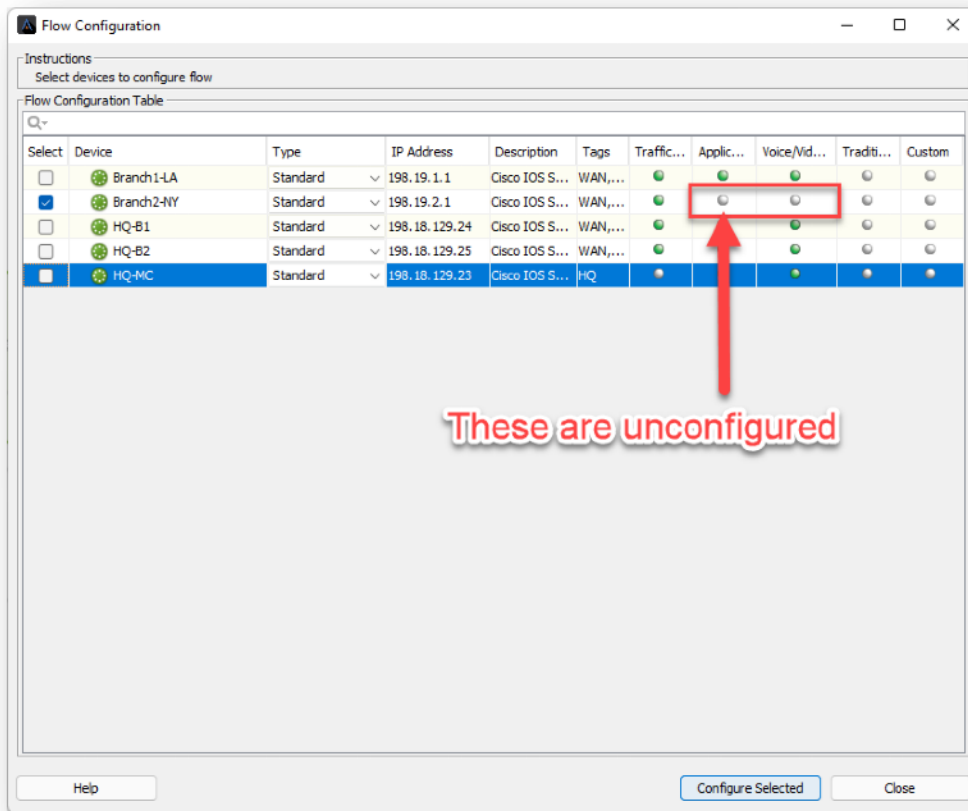 Flow Configuration
Instructions
Select devices to configure flow
Flow Configuration Table
Select Device Type IP Address Description Tags Traffic... Applic... Voice/Vid... Traditi... Custom
Branch1-LA Standard 198.19.1.1 Cisco IOS S... WAN,...
Branch2-NY Standard 198.19.2.1 Cisco IOS S... WAN,...
HQ-B1 Standard 198.18.129.24 Cisco IOS S... WAN,...
HQ-B2 Standard 198.18.129.25 Cisco IOS S... WAN,...
HQ-MC Standard 198.18.129.23 Cisco IOS S... HQ
These are unconfigured
Help Configure Selected Close